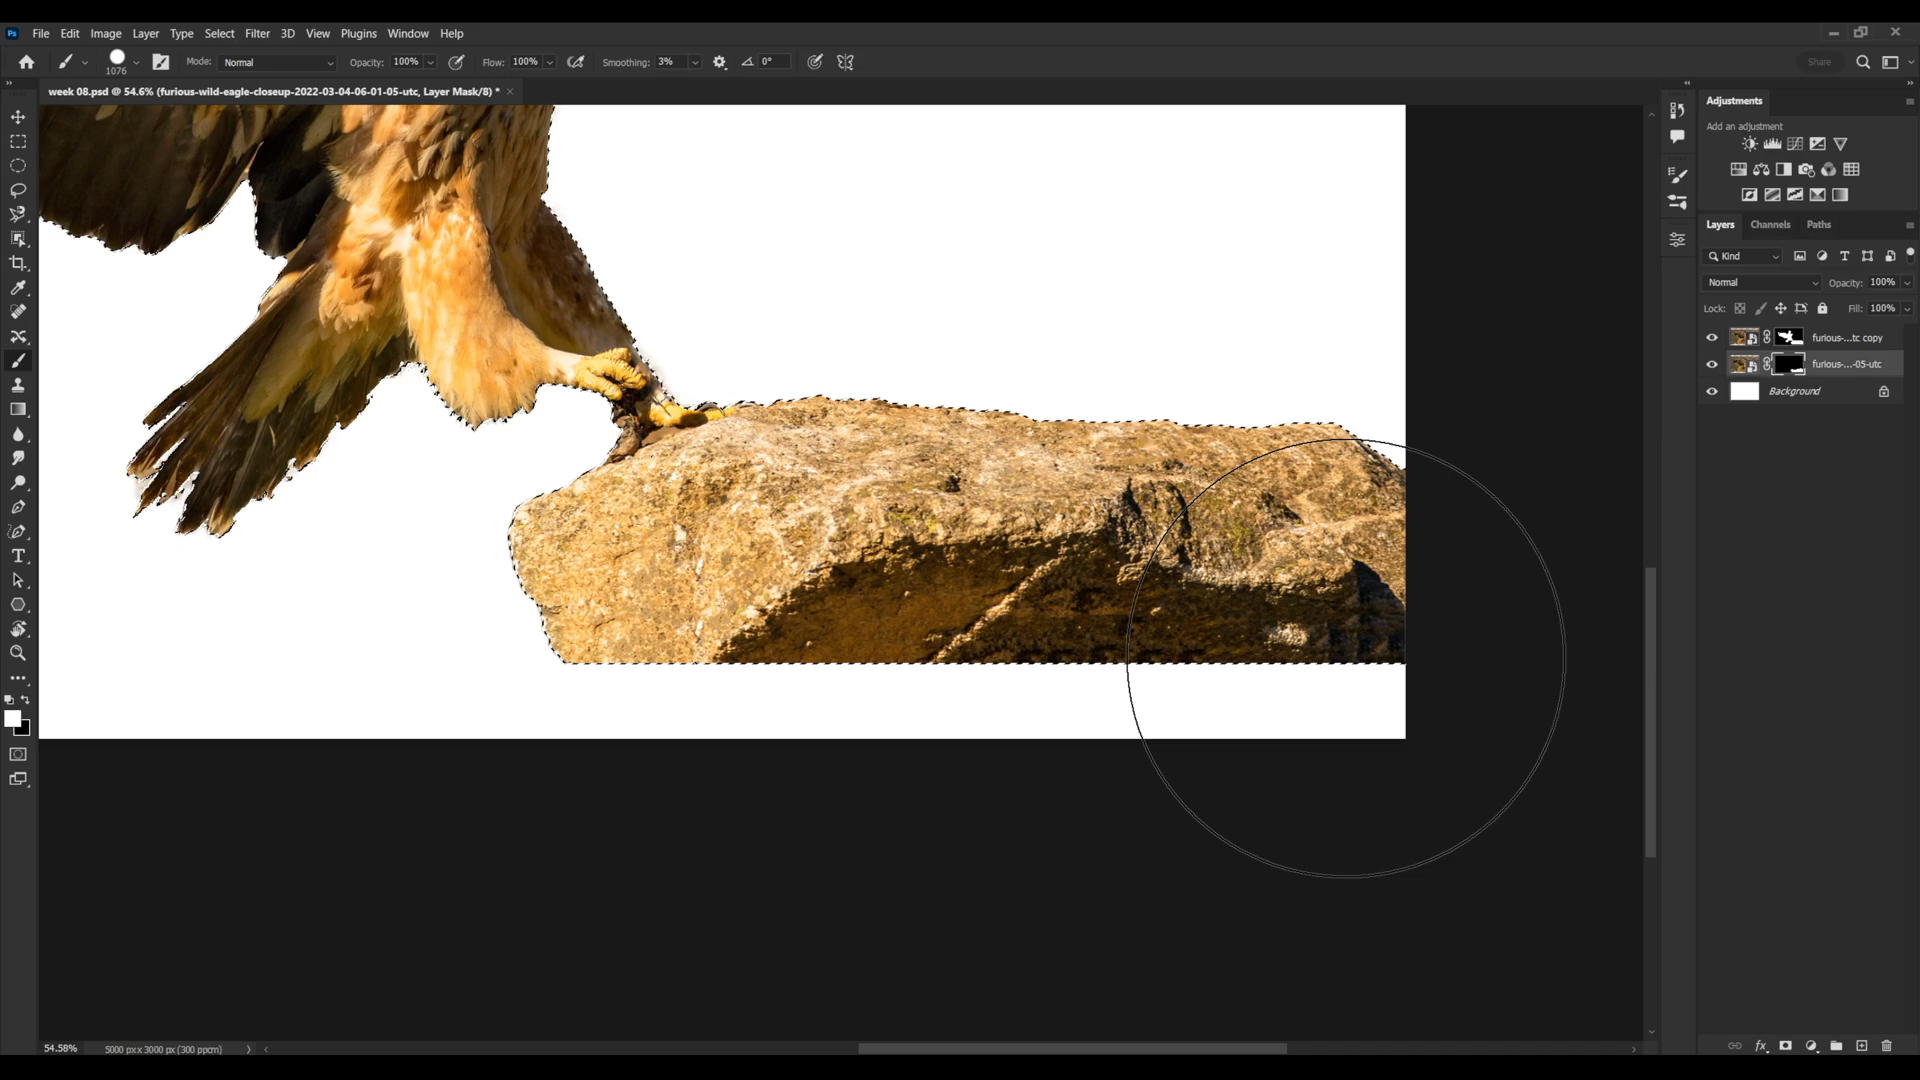 Ps File Edit Image Layer Type Select Filter 3D View Plugins Window Help
1076 Mode: Normal Opacity: 100% Flow: 100% Smoothing: 3% 0° Share
week 08.psd @ 54.6% (furious-wild-eagle-closeup-2022-03-04-06-01-05-utc, Layer Mask/8) * ×
Adjustments
Add an adjustment
Layers Channels Paths
Kind
Normal Opacity: 100%
Lock: Fill: 100%
furious-...tc copy
furious-...-05-utc
Background
54.58% 5000 px x 3000 px (300 ppcm)
fx